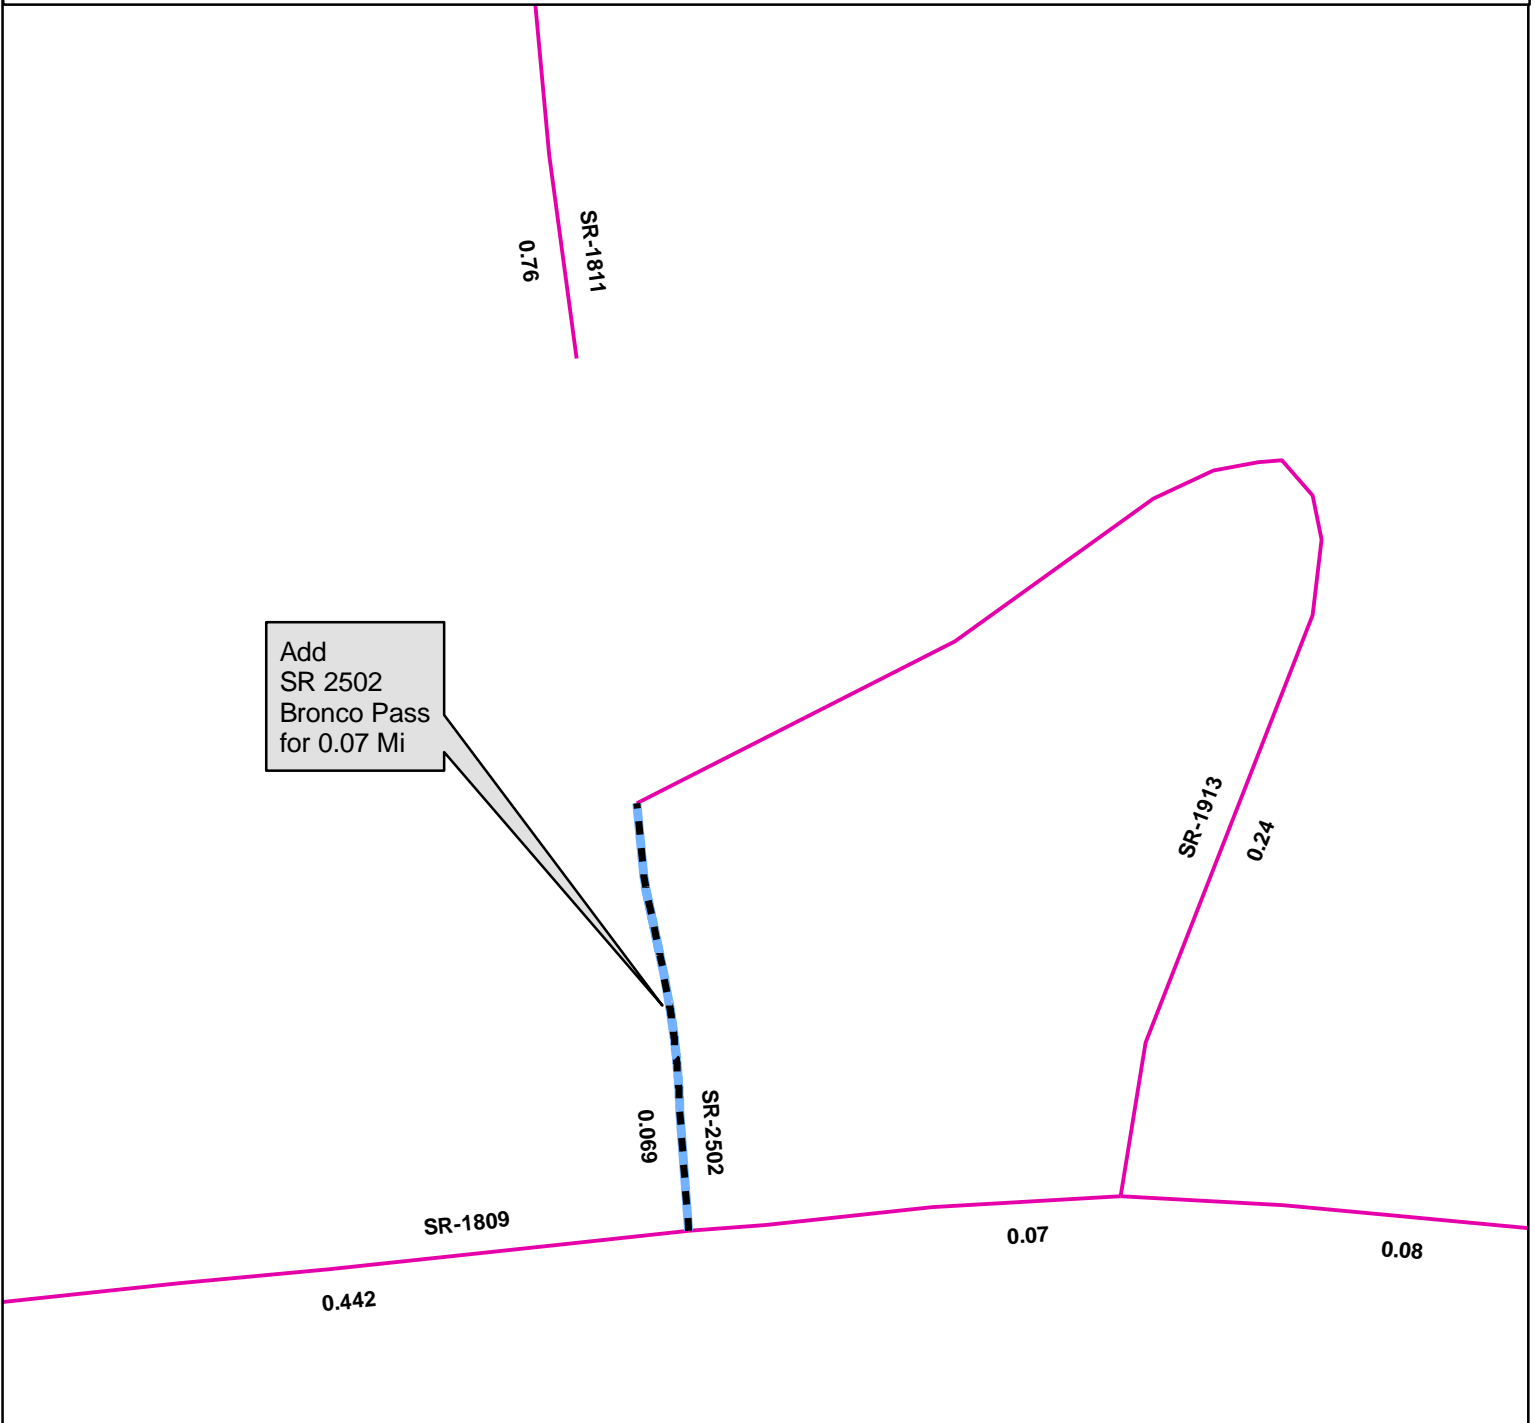 SR-1811
0.76
Add
SR 2502
Bronco Pass
for 0.07 Mi
SR-1913
0.24
SR-2502
0.069
SR-1809
0.07
0.08
0.442